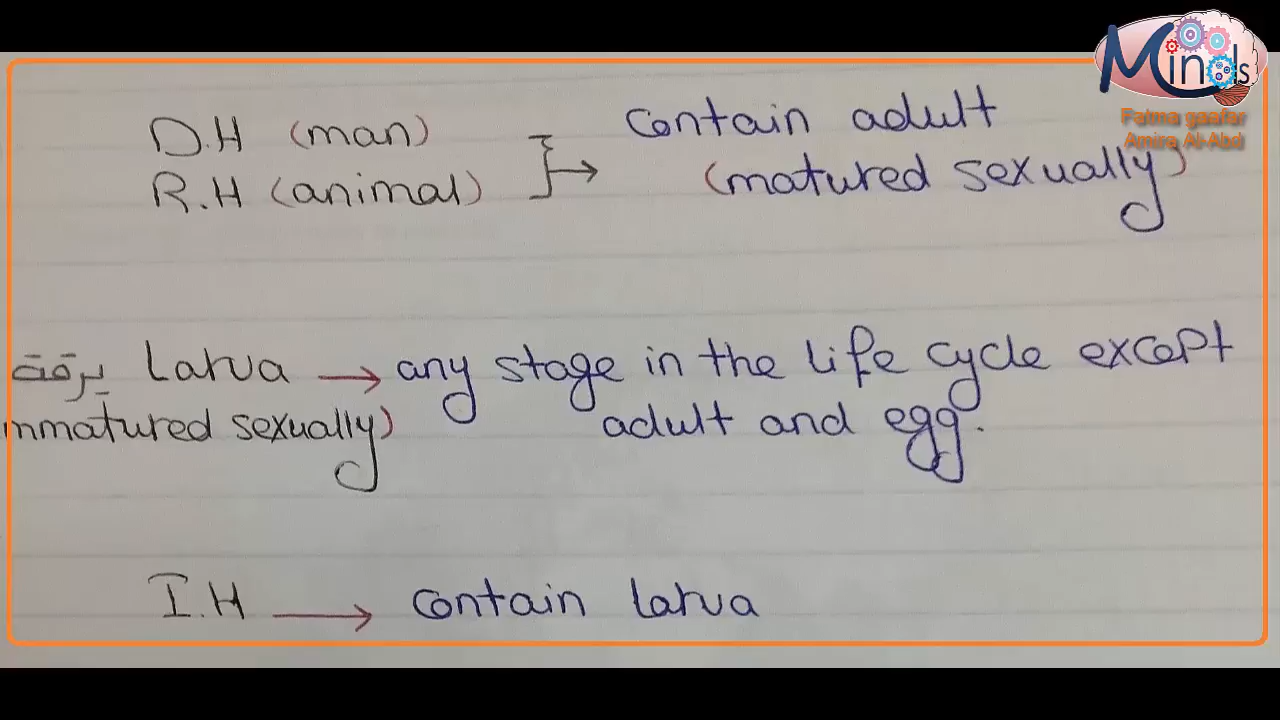 Minds
Fatma gaafar
Amira Al-Abd
D.H (man)
R.H (animal)
contain adult
(matured sexually)
يرقة Larva → any stage in the life cycle except
mmatured sexually) adult and egg.
I.H → contain larva